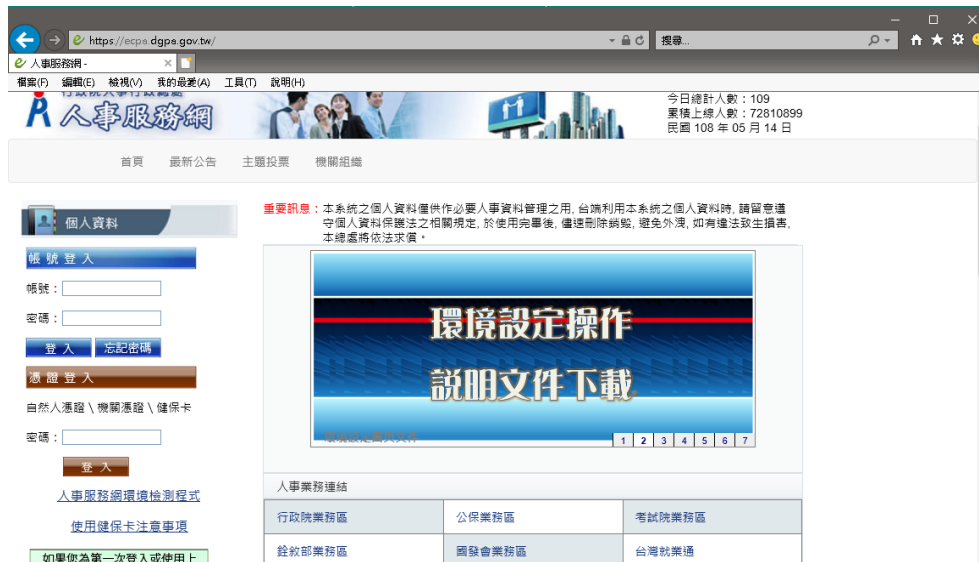 https://ecpa.dgpa.gov.tw/
搜尋...
人事服務網 -
檔案(F) 編輯(E) 檢視(V) 我的最愛(A) 工具(T) 說明(H)
人事服務網
今日總計人數：109
累積上線人數：72810899
民國 108 年 05 月 14 日
首頁 最新公告 主題投票 機關組織
個人資料
重要訊息：本系統之個人資料僅供作必要人事資料管理之用, 台端利用本系統之個人資料時, 請留意遵
守個人資料保護法之相關規定, 於使用完畢後, 儘速刪除銷毀, 避免外洩, 如有違法致生損害,
本總處將依法求償。
帳號登入
帳號：
密碼：
登入 忘記密碼
憑證登入
自然人憑證 \ 機關憑證 \ 健保卡
密碼：
登入
人事服務網環境檢測程式
使用健保卡注意事項
如果您為第一次登入或使用上
環境設定操作
說明文件下載
1 2 3 4 5 6 7
人事業務連結
行政院業務區 公保業務區 考試院業務區
銓敘部業務區 國發會業務區 台灣就業通